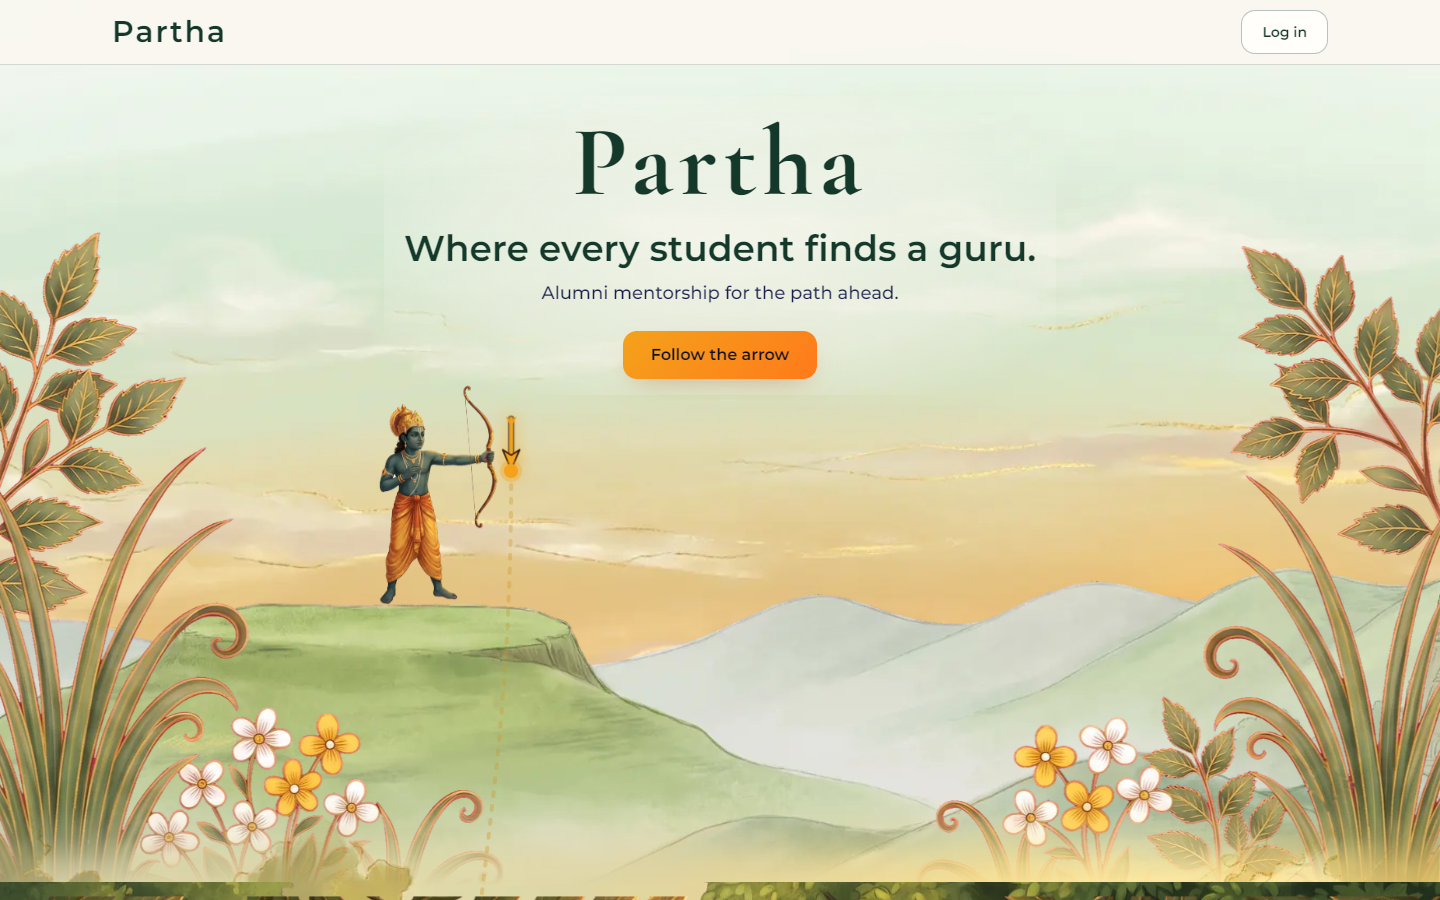 Partha
Log in
Partha
Where every student finds a guru.
Alumni mentorship for the path ahead.
Follow the arrow